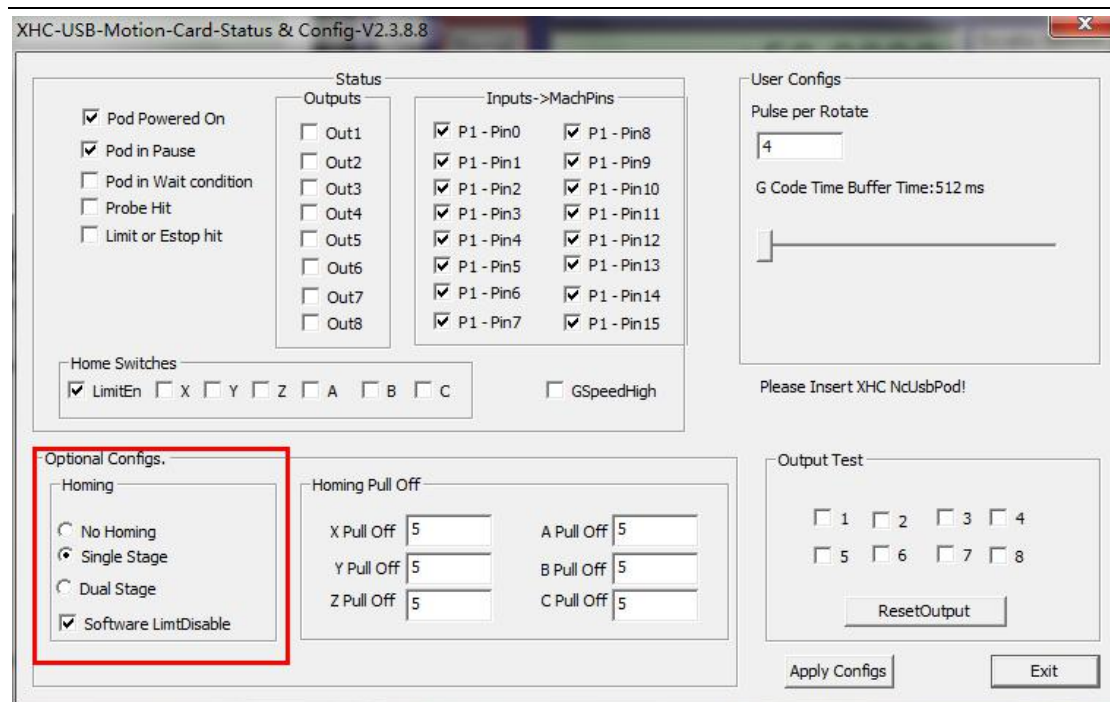 XHC-USB-Motion-Card-Status & Config-V2.3.8.8
Status
Pod Powered On
Pod in Pause
Pod in Wait condition
Probe Hit
Limit or Estop hit
Outputs
Out1
Out2
Out3
Out4
Out5
Out6
Out7
Out8
Inputs->MachPins
P1 - Pin0 P1 - Pin8
P1 - Pin1 P1 - Pin9
P1 - Pin2 P1 - Pin10
P1 - Pin3 P1 - Pin11
P1 - Pin4 P1 - Pin12
P1 - Pin5 P1 - Pin13
P1 - Pin6 P1 - Pin14
P1 - Pin7 P1 - Pin15
Home Switches
LimitEn X Y Z A B C
GSpeedHigh
User Configs
Pulse per Rotate
4
G Code Time Buffer Time:512 ms
Please Insert XHC NcUsbPod!
Optional Configs.
Homing
No Homing
Single Stage
Dual Stage
Software LimtDisable
Homing Pull Off
X Pull Off 5 A Pull Off 5
Y Pull Off 5 B Pull Off 5
Z Pull Off 5 C Pull Off 5
Output Test
1 2 3 4
5 6 7 8
ResetOutput
Apply Configs
Exit